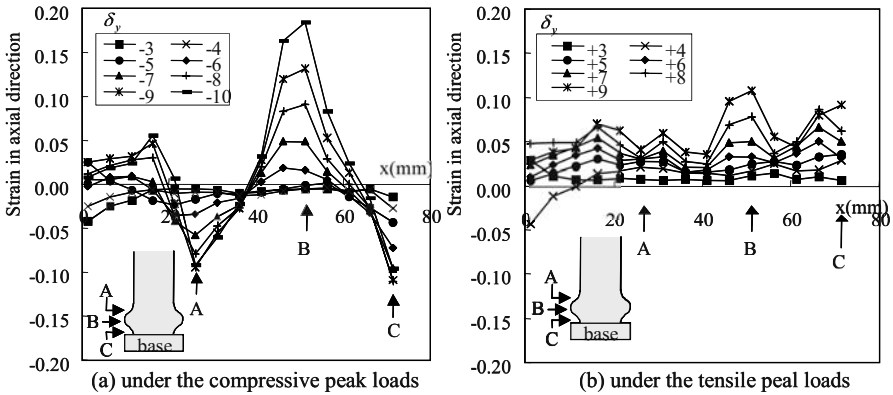 0.20
0.15
0.10
0.05
0.00
-0.05
-0.10
-0.15
-0.20
Strain in axial direction
δy
-3
-4
-5
-6
-7
-8
-9
-10
x(mm)
0
20
40
60
80
A
B
C
A
B
C
base
(a) under the compressive peak loads
0.20
0.15
0.10
0.05
0.00
-0.05
-0.10
-0.15
-0.20
Strain in axial direction
δy
+3
+4
+5
+6
+7
+8
+9
x(mm)
0
20
40
60
80
A
B
C
A
B
C
base
(b) under the tensile peal loads